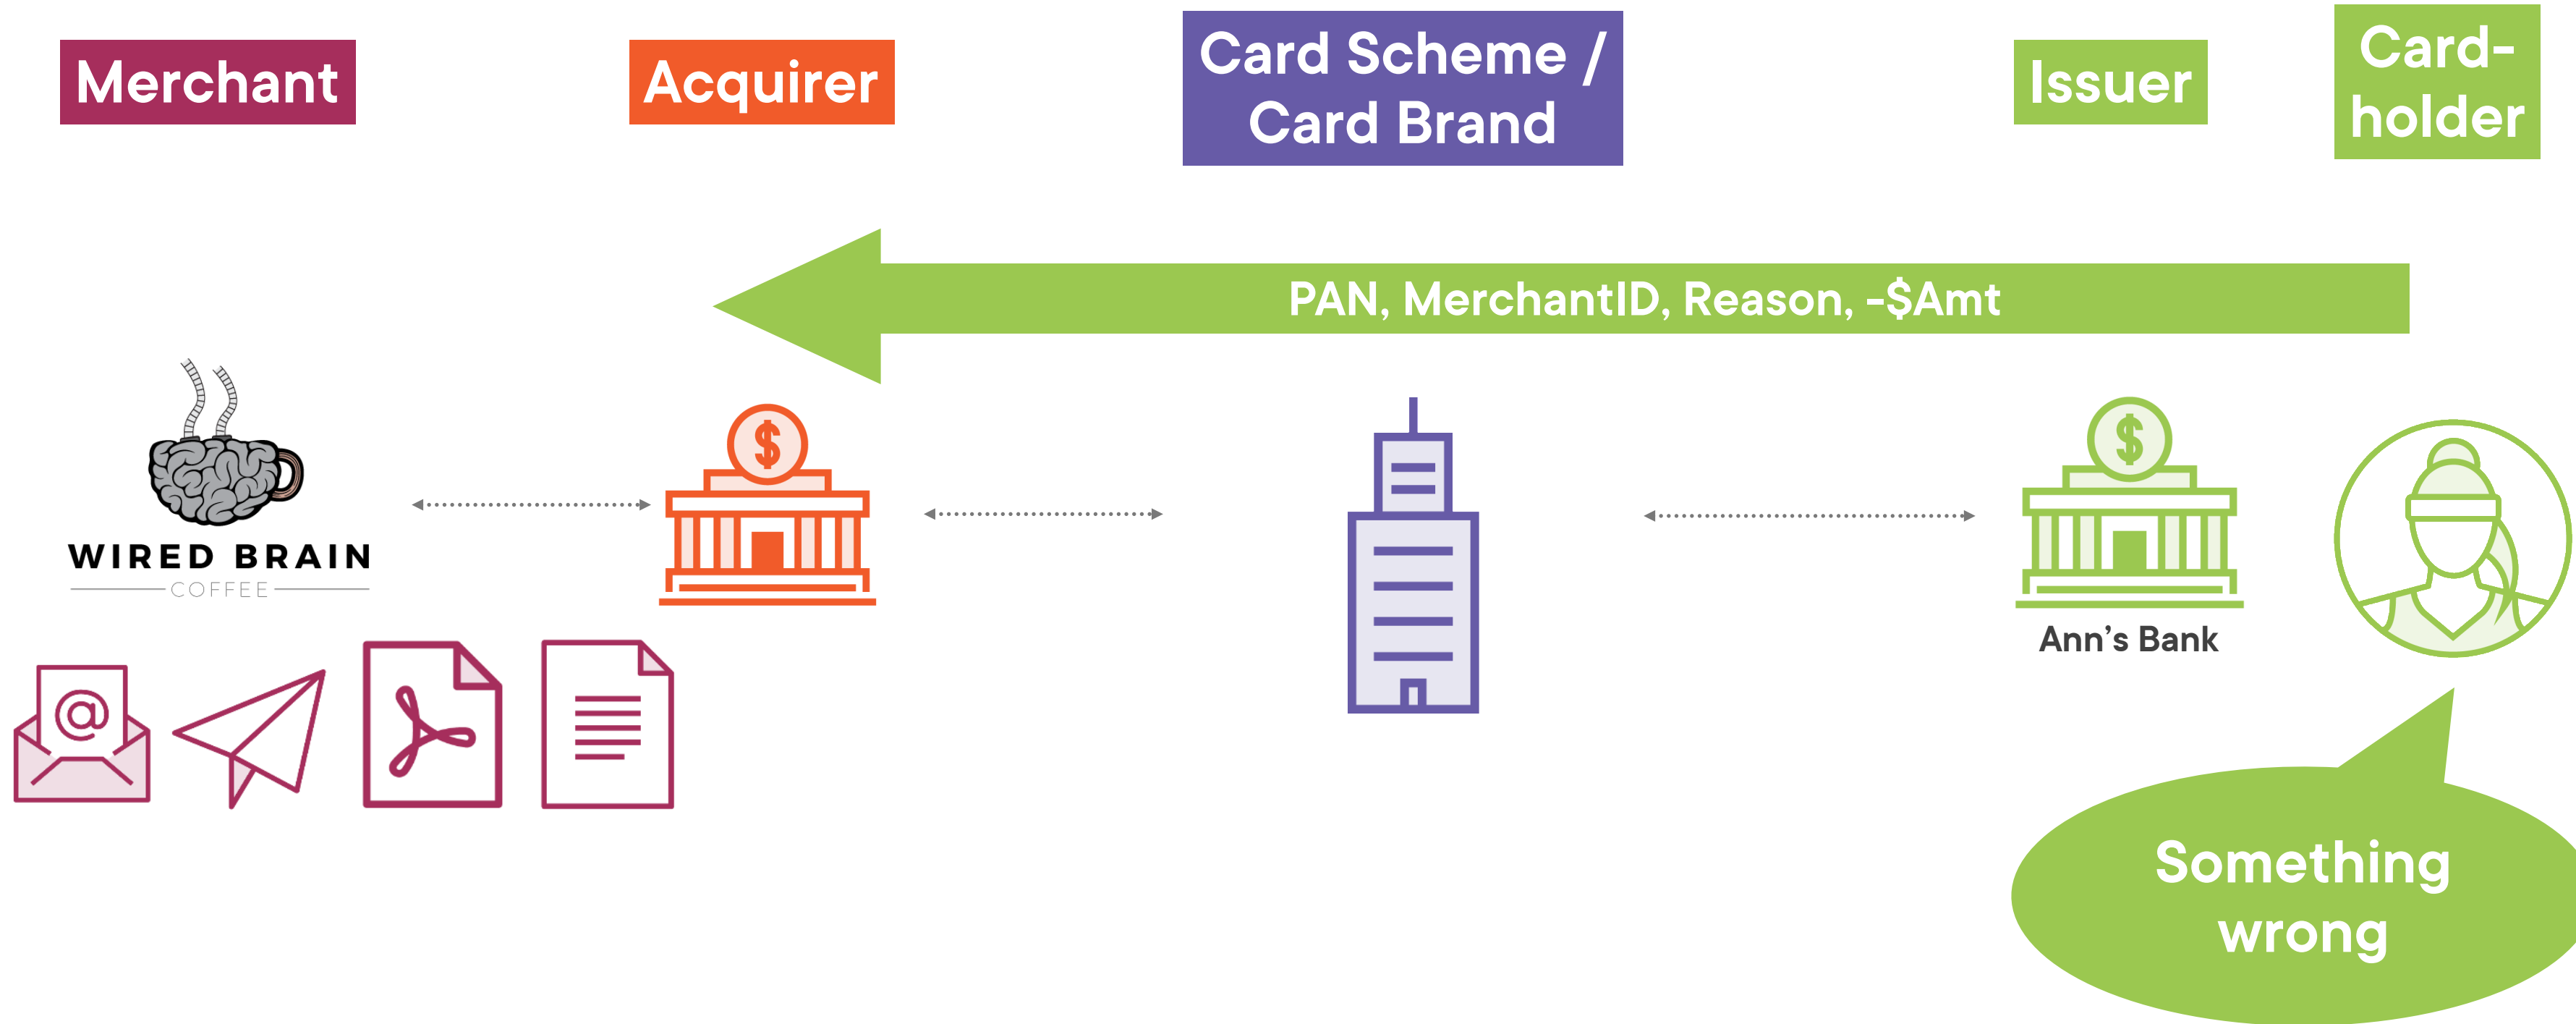 Merchant
Acquirer
Card Scheme /
Card Brand
Issuer
Card-
holder
PAN, MerchantID, Reason, -$Amt
$
$
WIRED BRAIN
COFFEE
@
Ann's Bank
Something
wrong